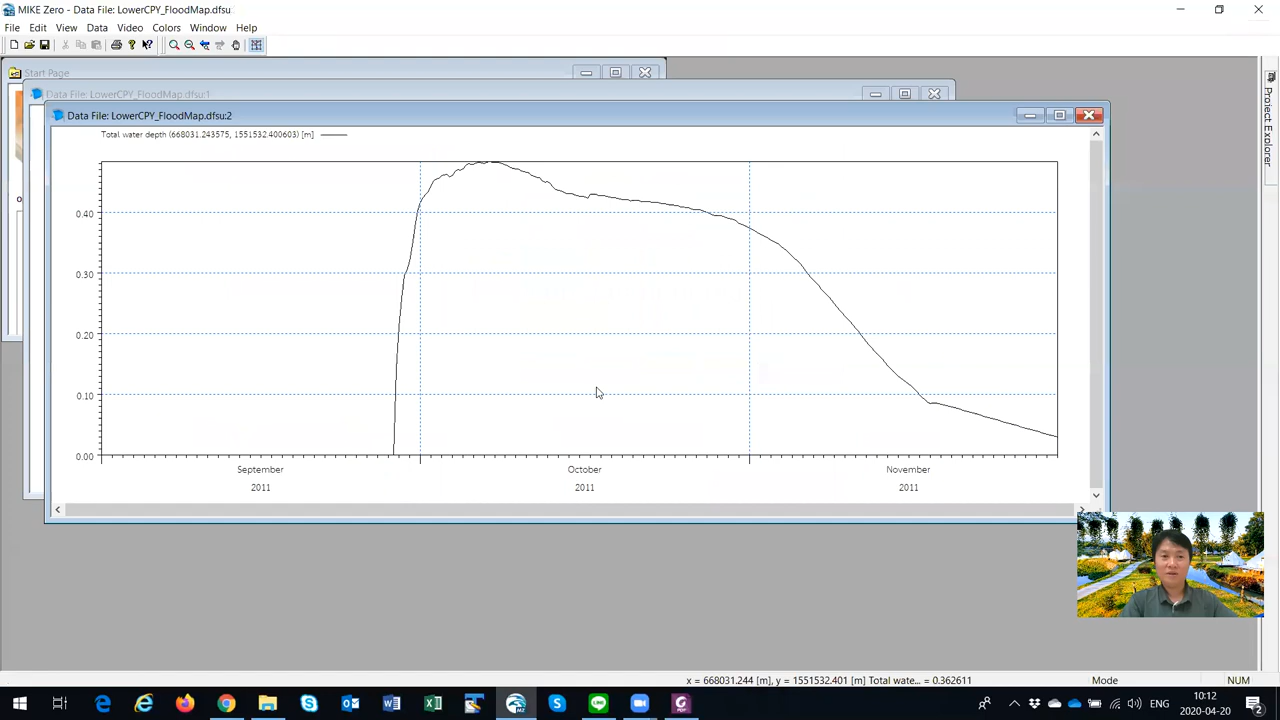 MIKE Zero - Data File: LowerCPY_FloodMap.dfsu
File Edit View Data Video Colors Window Help
Start Page
Data File: LowerCPY_FloodMap.dfsu:1
Data File: LowerCPY_FloodMap.dfsu:2
Total water depth (668031.243575, 1551532.400603) [m]
0.40
0.30
0.20
0.10
0.00
September October November
2011 2011 2011
Project Explorer
x = 668031.244 [m], y = 1551532.401 [m] Total wate... = 0.362611 Mode NUM
ENG
10:12
2020-04-20
2